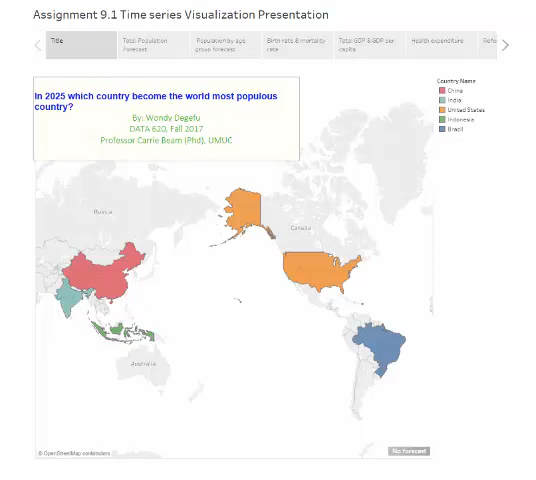 Assignment 9.1 Time series Visualization Presentation
Title
Total Population
Forecast
Population by age
group forecast
Birth rate & mortality
rate
Total GDP & GDP per
capita
Health expenditure
Refe
In 2025 which country become the world most populous
country?
By: Wondy Degefu
DATA 620, Fall 2017
Professor Carrie Beam (Phd), UMUC
Country Name
China
India
United States
Indonesia
Brazil
Russia
Canada
Australia
© OpenStreetMap contributors
No forecast